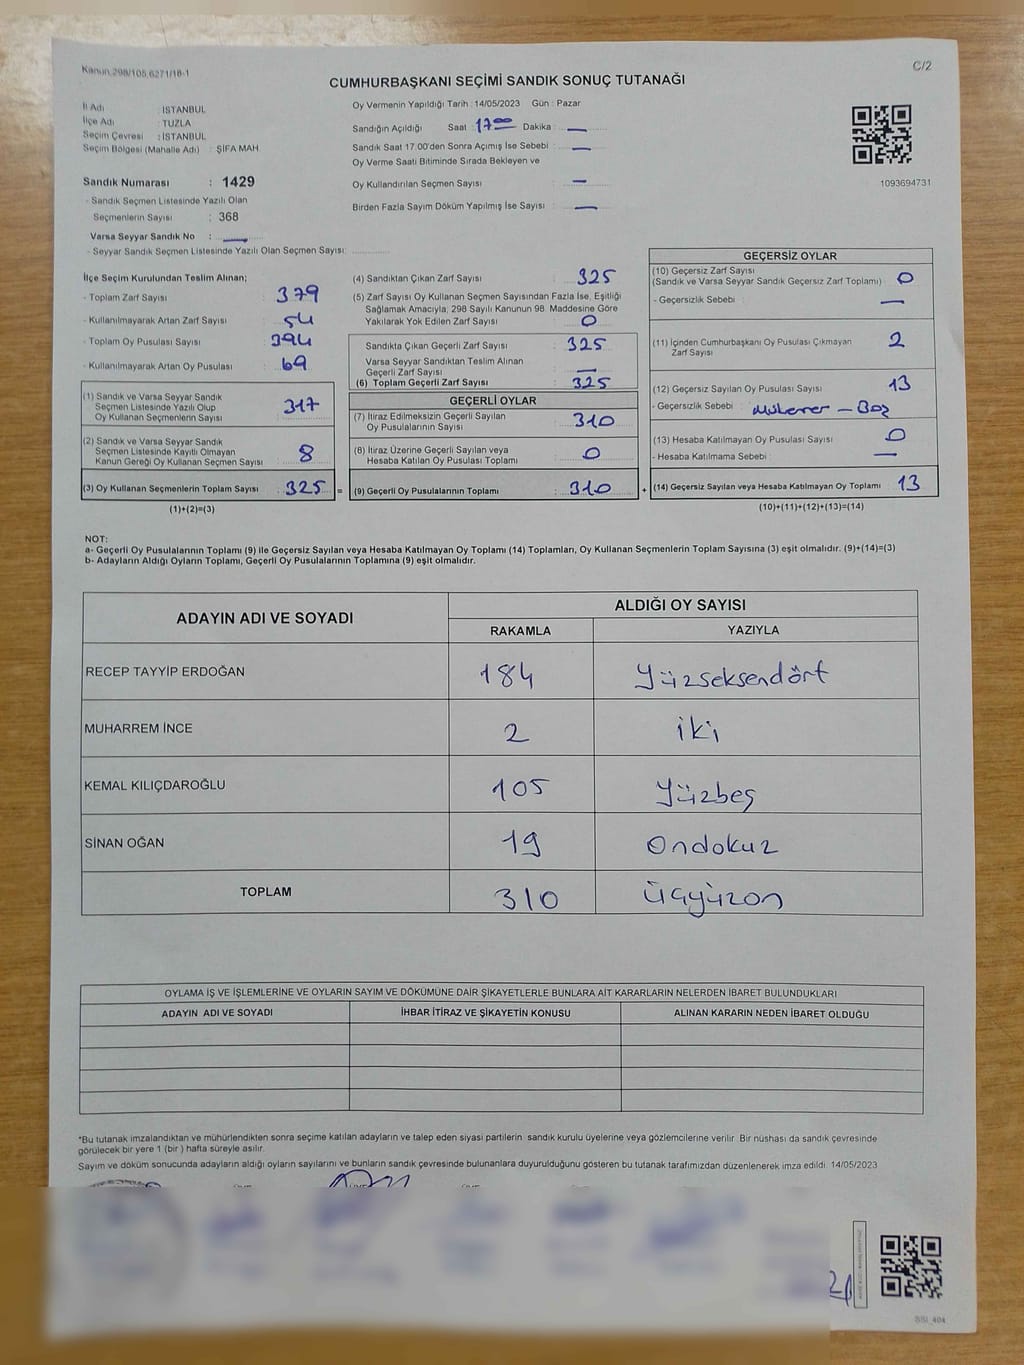 Kanun 298/105,6271/18-1
C/2
CUMHURBAŞKANI SEÇİMİ SANDIK SONUÇ TUTANAĞI
İl Adı : İSTANBUL
İlçe Adı : TUZLA
Seçim Çevresi : İSTANBUL
Seçim Bölgesi (Mahalle Adı) : ŞİFA MAH
Sandık Numarası : 1429
- Sandık Seçmen Listesinde Yazılı Olan
Seçmenlerin Sayısı : 368
Varsa Seyyar Sandık No : —
- Seyyar Sandık Seçmen Listesinde Yazılı Olan Seçmen Sayısı:
Oy Vermenin Yapıldığı Tarih : 14/05/2023 Gün : Pazar
Sandığın Açıldığı Saat : 17 00 Dakika : —
Sandık Saat 17:00'den Sonra Açımış İse Sebebi : —
Oy Verme Saati Bitiminde Sırada Bekleyen ve
Oy Kullandırılan Seçmen Sayısı : —
Birden Fazla Sayım Döküm Yapılmış İse Sayısı : —
1093694731
İlçe Seçim Kurulundan Teslim Alınan;
- Toplam Zarf Sayısı : 379
- Kullanılmayarak Artan Zarf Sayısı : 54
- Toplam Oy Pusulası Sayısı : 394
- Kullanılmayarak Artan Oy Pusulası : 69
(1) Sandık ve Varsa Seyyar Sandık
Seçmen Listesinde Yazılı Olup
Oy Kullanan Seçmenlerin Sayısı : 317
(2) Sandık ve Varsa Seyyar Sandık
Seçmen Listesinde Kayıtlı Olmayan
Kanun Gereği Oy Kullanan Seçmen Sayısı : 8
(3) Oy Kullanan Seçmenlerin Toplam Sayısı : 325 =
(1)+(2)=(3)
(4) Sandıktan Çıkan Zarf Sayısı : 325
(5) Zarf Sayısı Oy Kullanan Seçmen Sayısından Fazla İse, Eşitliği
Sağlamak Amacıyla; 298 Sayılı Kanunun 98. Maddesine Göre
Yakılarak Yok Edilen Zarf Sayısı : 0
Sandıkta Çıkan Geçerli Zarf Sayısı : 325
Varsa Seyyar Sandıktan Teslim Alınan
Geçerli Zarf Sayısı : —
(6) Toplam Geçerli Zarf Sayısı : 325
GEÇERLİ OYLAR
(7) İtiraz Edilmeksizin Geçerli Sayılan
Oy Pusulalarının Sayısı : 310
(8) İtiraz Üzerine Geçerli Sayılan veya
Hesaba Katılan Oy Pusulası Toplamı : 0
(9) Geçerli Oy Pusulalarının Toplamı : 310 +
GEÇERSİZ OYLAR
(10) Geçersiz Zarf Sayısı
(Sandık ve Varsa Seyyar Sandık Geçersiz Zarf Toplamı) : 0
- Geçersizlik Sebebi : —
(11) İçinden Cumhurbaşkanı Oy Pusulası Çıkmayan
Zarf Sayısı : 2
(12) Geçersiz Sayılan Oy Pusulası Sayısı : 13
- Geçersizlik Sebebi : Mükerrer — Boş
(13) Hesaba Katılmayan Oy Pusulası Sayısı : 0
- Hesaba Katılmama Sebebi : —
(14) Geçersiz Sayılan veya Hesaba Katılmayan Oy Toplamı : 13
(10)+(11)+(12)+(13)=(14)
NOT:
a- Geçerli Oy Pusulalarının Toplamı (9) ile Geçersiz Sayılan veya Hesaba Katılmayan Oy Toplamı (14) Toplamları, Oy Kullanan Seçmenlerin Toplam Sayısına (3) eşit olmalıdır. (9)+(14)=(3)
b- Adayların Aldığı Oyların Toplamı, Geçerli Oy Pusulalarının Toplamına (9) eşit olmalıdır.
ADAYIN ADI VE SOYADI ALDIĞI OY SAYISI
RAKAMLA YAZIYLA
RECEP TAYYİP ERDOĞAN 184 Yüzseksendört
MUHARREM İNCE 2 iki
KEMAL KILIÇDAROĞLU 105 Yüzbeş
SİNAN OĞAN 19 Ondokuz
TOPLAM 310 Üçyüzon
OYLAMA İŞ VE İŞLEMLERİNE VE OYLARIN SAYIM VE DÖKÜMÜNE DAİR ŞİKAYETLERLE BUNLARA AİT KARARLARIN NELERDEN İBARET BULUNDUKLARI
ADAYIN ADI VE SOYADI İHBAR İTİRAZ VE ŞİKAYETİN KONUSU ALINAN KARARIN NEDEN İBARET OLDUĞU
*Bu tutanak imzalandıktan ve mühürlendikten sonra seçime katılan adayların ve talep eden siyasi partilerin sandık kurulu üyelerine veya gözlemcilerine verilir. Bir nüshası da sandık çevresinde
görülecek bir yere 1 (bir ) hafta süreyle asılır.
Sayım ve döküm sonucunda adayların aldığı oyların sayılarını ve bunların sandık çevresinde bulunanlara duyurulduğunu gösteren bu tutanak tarafımızdan düzenlenerek imza edildi. 14/05/2023
SSI_404